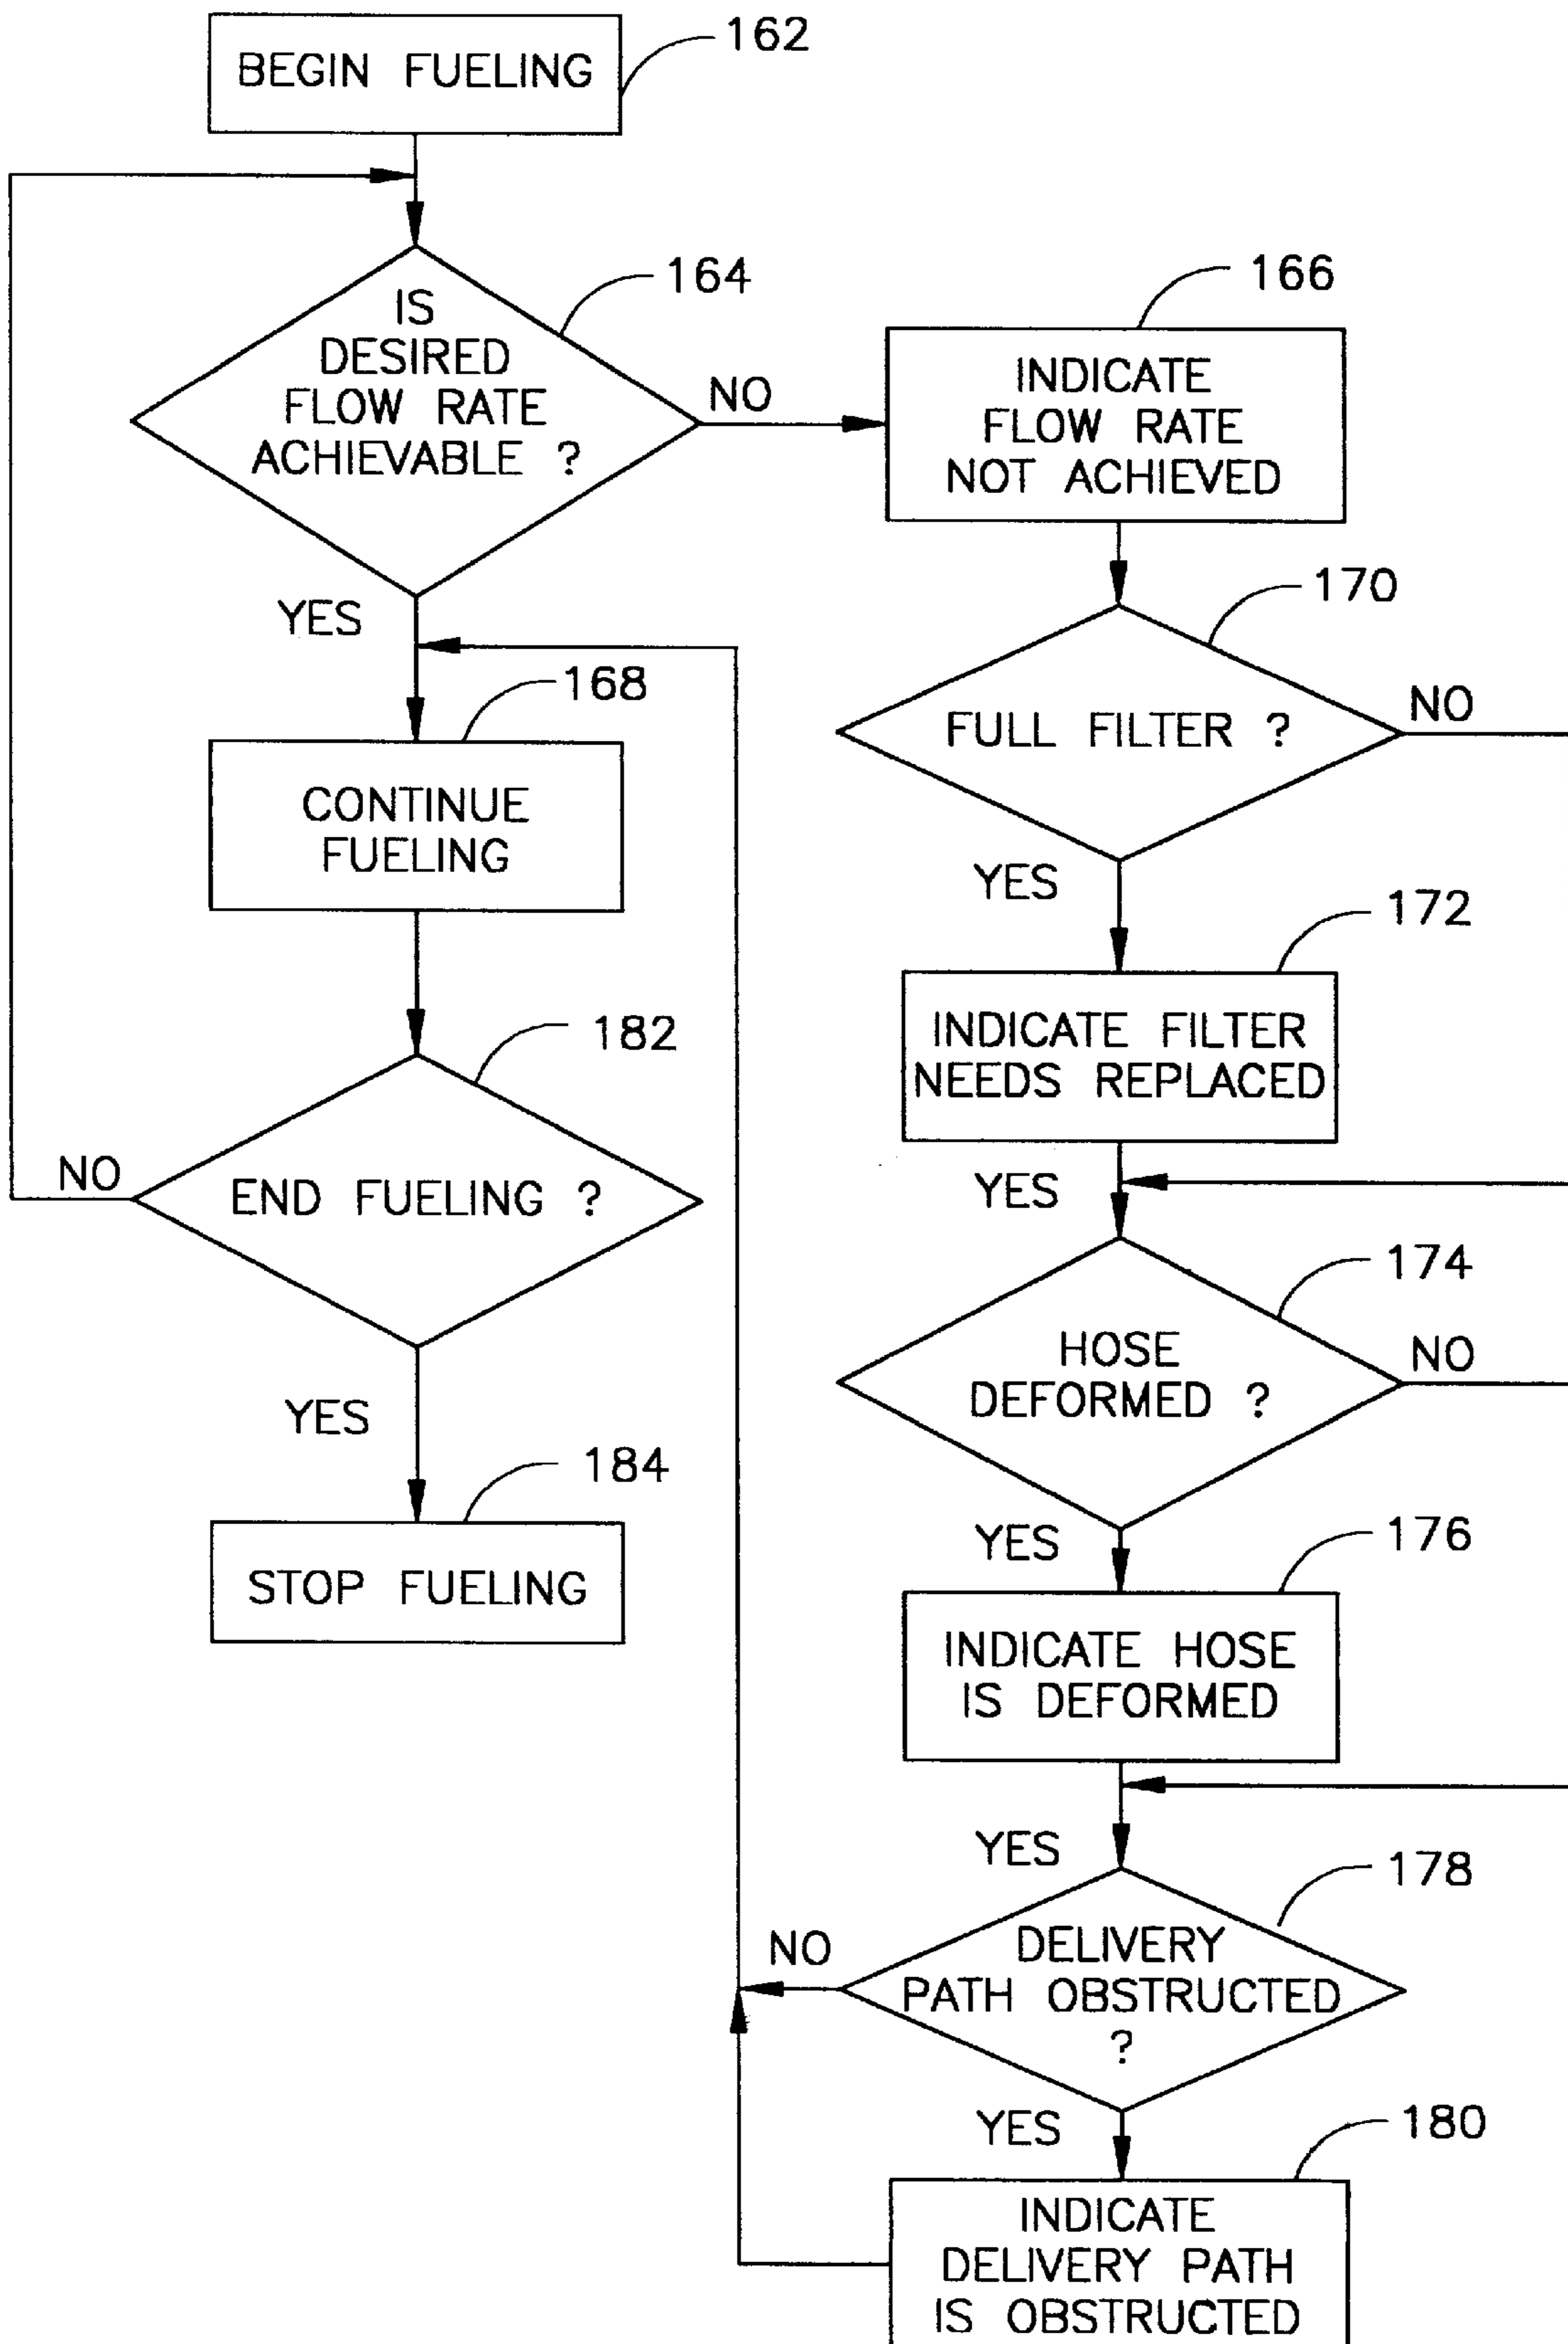 BEGIN FUELING
162
IS
DESIRED
FLOW RATE
ACHIEVABLE ?
164
NO
YES
166
INDICATE
FLOW RATE
NOT ACHIEVED
170
FULL FILTER ?
NO
YES
168
CONTINUE
FUELING
172
INDICATE FILTER
NEEDS REPLACED
YES
182
END FUELING ?
NO
YES
174
HOSE
DEFORMED ?
NO
YES
184
STOP FUELING
176
INDICATE HOSE
IS DEFORMED
YES
178
DELIVERY
PATH OBSTRUCTED
?
NO
YES
180
INDICATE
DELIVERY PATH
IS OBSTRUCTED